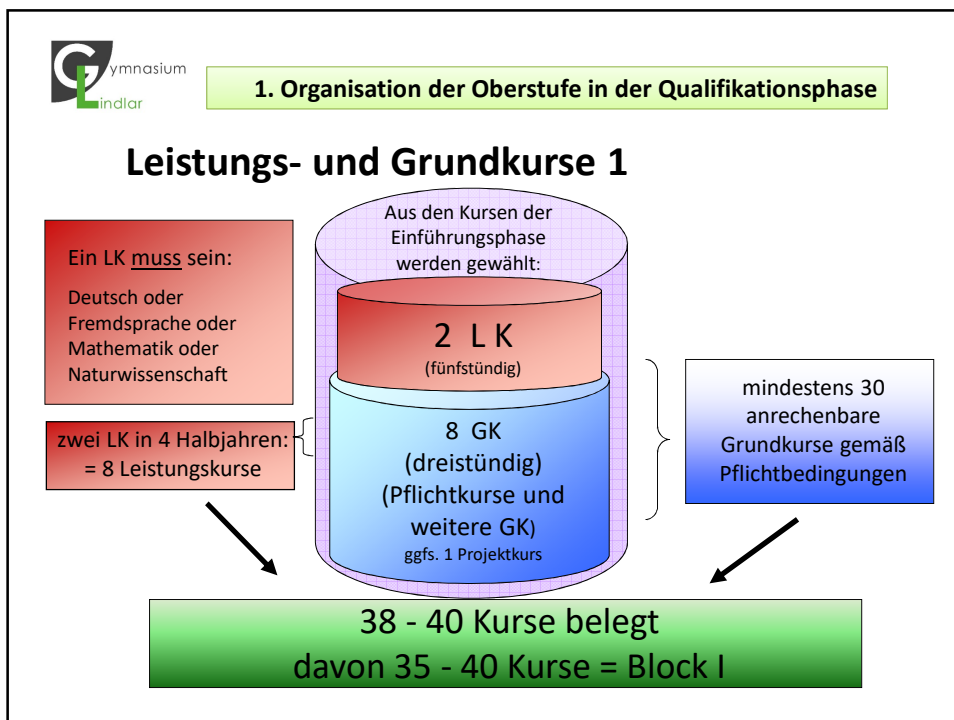 Gymnasium
Lindlar
1. Organisation der Oberstufe in der Qualifikationsphase
Leistungs- und Grundkurse 1
Aus den Kursen der
Einführungsphase
werden gewählt:
Ein LK muss sein:
Deutsch oder
Fremdsprache oder
Mathematik oder
Naturwissenschaft
2 L K
(fünfstündig)
zwei LK in 4 Halbjahren:
= 8 Leistungskurse
8 GK
(dreistündig)
(Pflichtkurse und
weitere GK)
ggfs. 1 Projektkurs
mindestens 30
anrechenbare
Grundkurse gemäß
Pflichtbedingungen
38 - 40 Kurse belegt
davon 35 - 40 Kurse = Block I